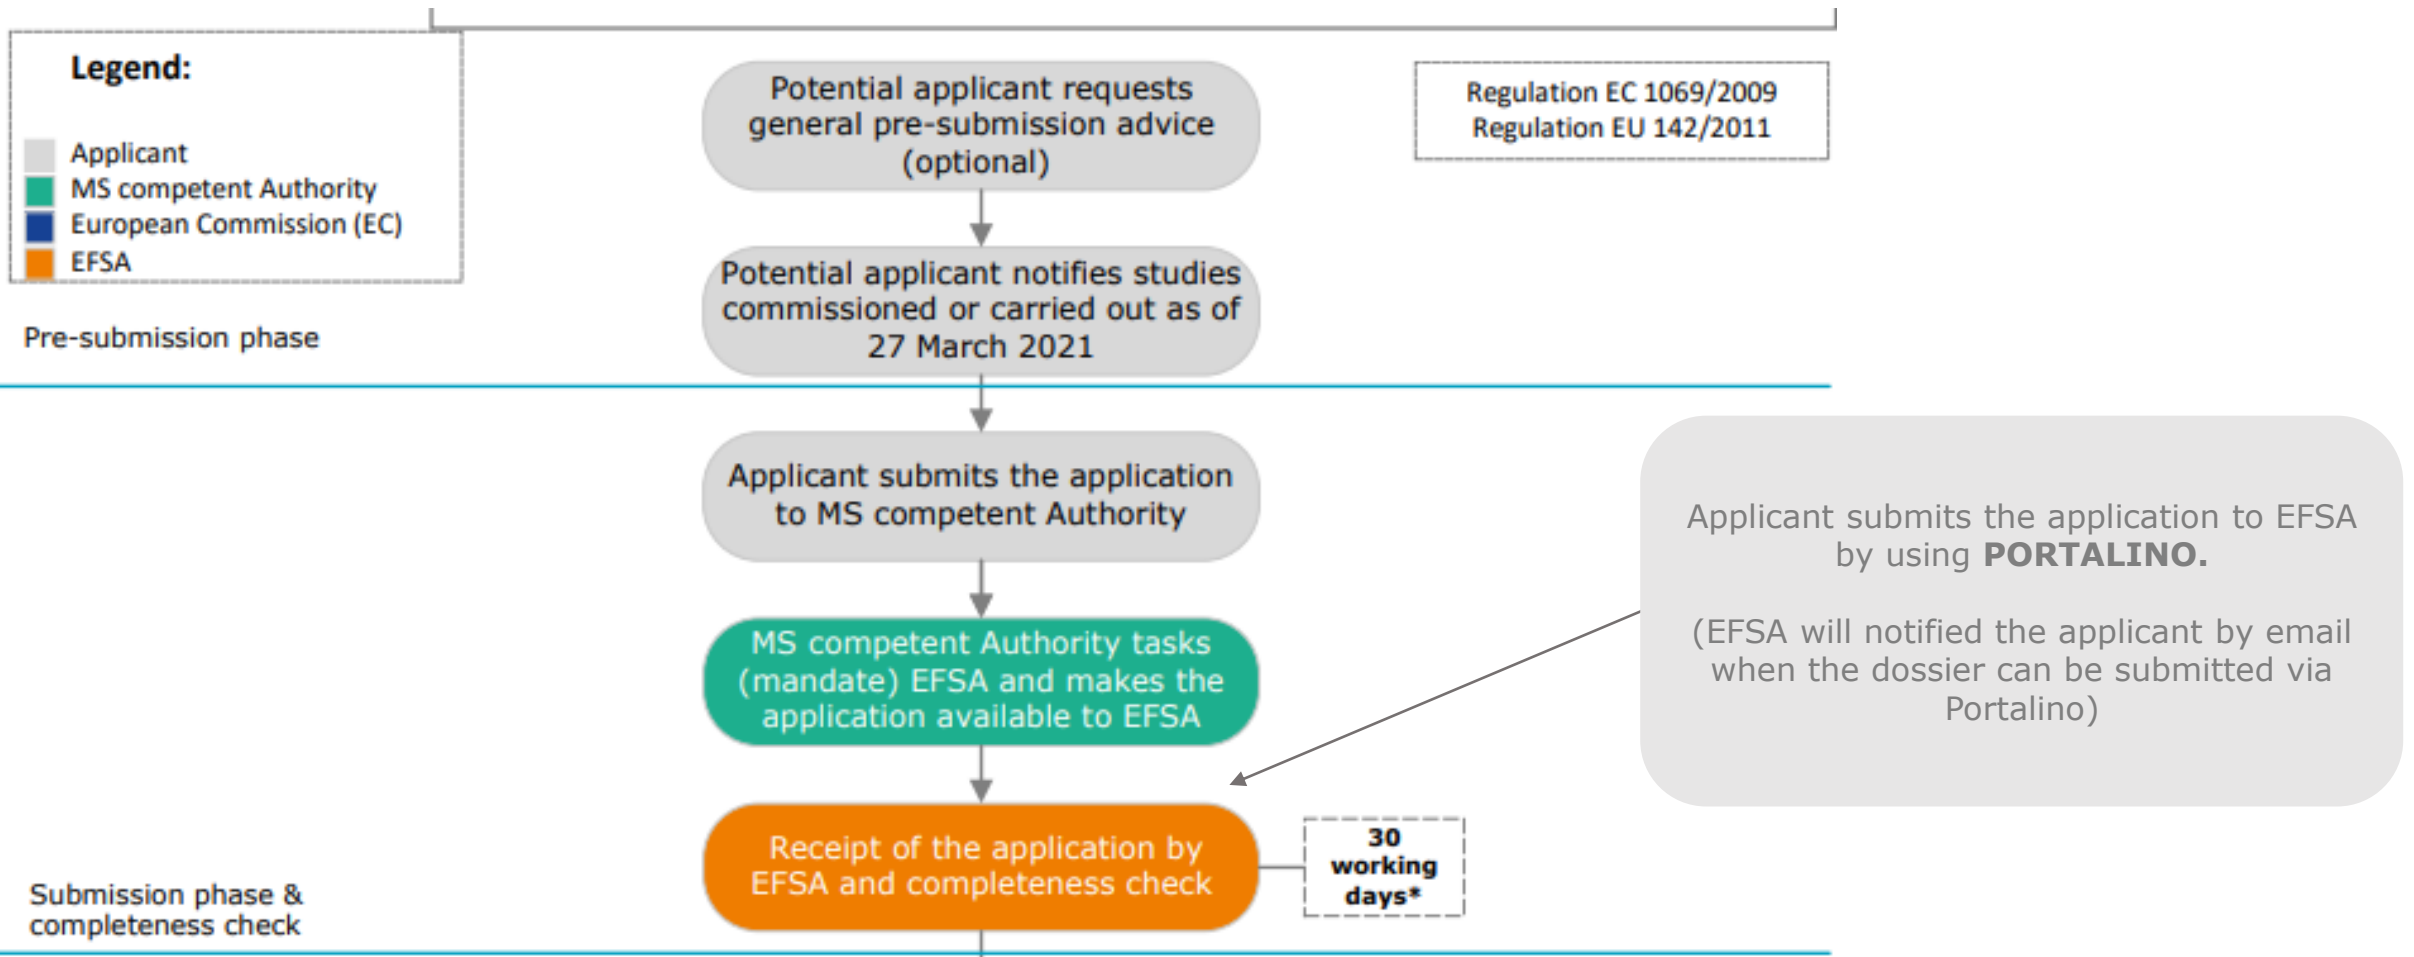 Legend:
Applicant
MS competent Authority
European Commission (EC)
EFSA
Potential applicant requests
general pre-submission advice
(optional)
Regulation EC 1069/2009
Regulation EU 142/2011
Potential applicant notifies studies
commissioned or carried out as of
27 March 2021
Pre-submission phase
Applicant submits the application
to MS competent Authority
Applicant submits the application to EFSA
by using PORTALINO.
(EFSA will notified the applicant by email
when the dossier can be submitted via
Portalino)
MS competent Authority tasks
(mandate) EFSA and makes the
application available to EFSA
Receipt of the application by
EFSA and completeness check
30
working
days*
Submission phase &
completeness check